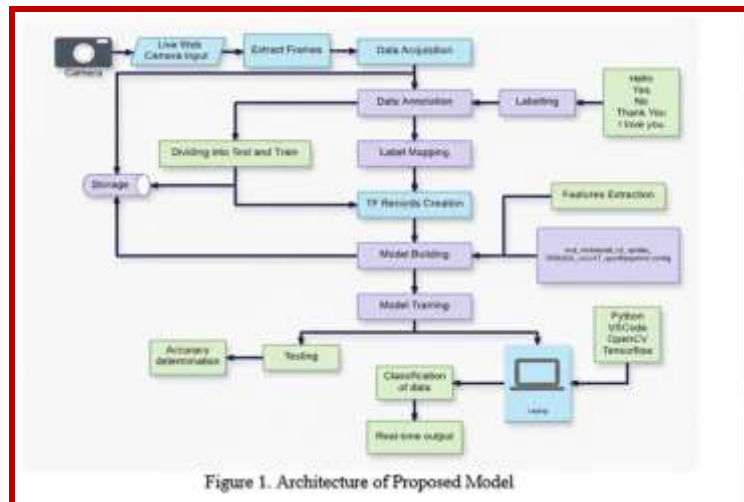 Live Web
Camera Input
Extract Frames
Data Acquisition
Camera
Data Annotation
Labelling
Hello
Yes
No
Thank You
I love you
Dividing into Test and Train
Label Mapping
Storage
TF Records Creation
Features Extraction
Model Building
Model Training
Python
VSCode
OpenCV
Tensorflow
Accuracy
determination
Testing
Classification
of data
Real-time output
Figure 1. Architecture of Proposed Model